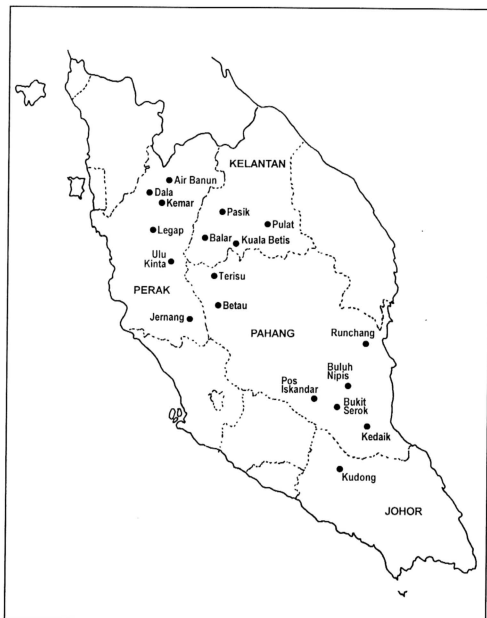 KELANTAN
Air Banun
Dala
Kemar
Pasik
Pulat
Legap
Balar
Kuala Betis
Ulu
Kinta
Terisu
PERAK
Betau
Jernang
PAHANG
Runchang
Buluh
Nipis
Pos
Iskandar
Bukit
Serok
Kedaik
Kudong
JOHOR